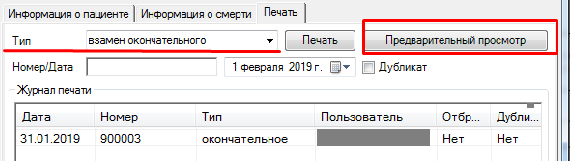 Информация о пациенте Информация о смерти Печать
Тип взамен окончательного Печать Предварительный просмотр
Номер/Дата 1 февраля 2019 г. Дубликат
Журнал печати
Дата Номер Тип Пользователь Отбр... Дубли...
31.01.2019 900003 окончательное Нет Нет